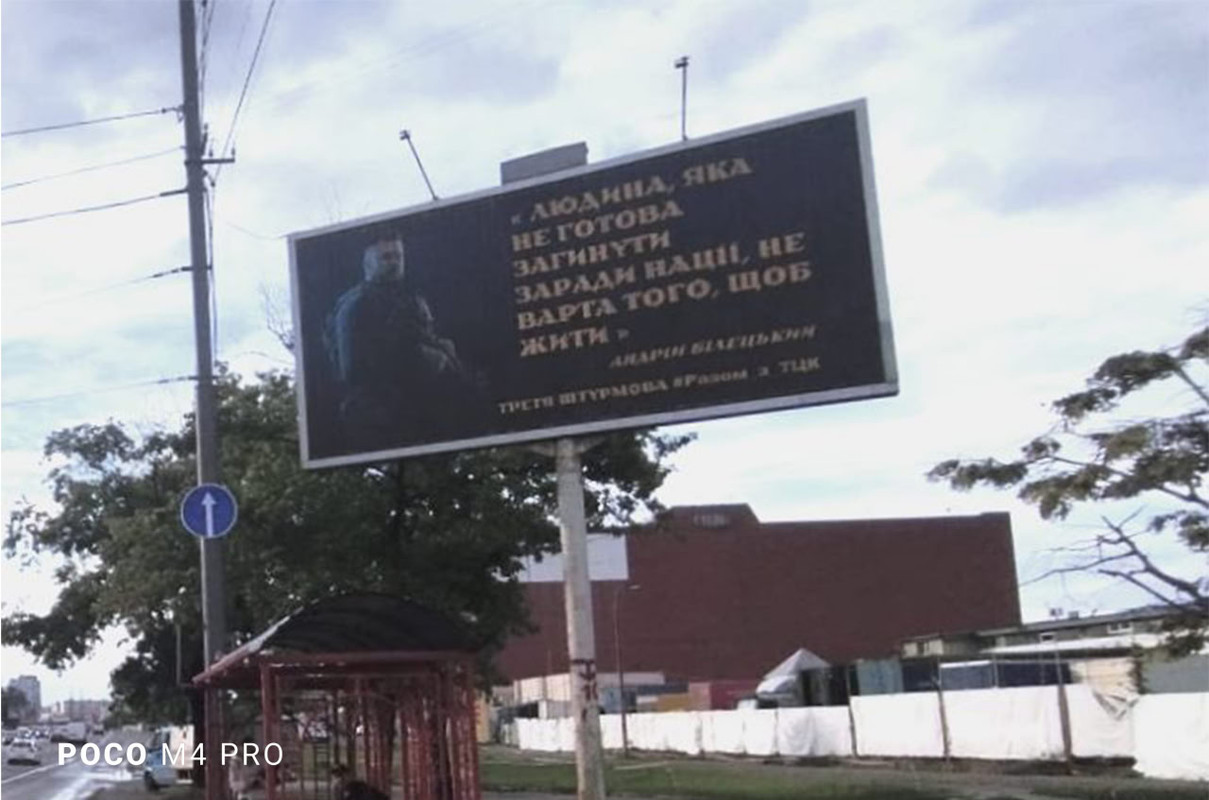 « ЛЮДИНА, ЯКА
НЕ ГОТОВА
ЗАГИНУТИ
ЗАРАДИ НАЦІЇ, НЕ
ВАРТА ТОГО, ЩОБ
ЖИТИ »
АНДРІЙ БІЛЕЦЬКИЙ
ТРЕТЯ ШТУРМОВА #Разом з ТЦК
POCO M4 PRO